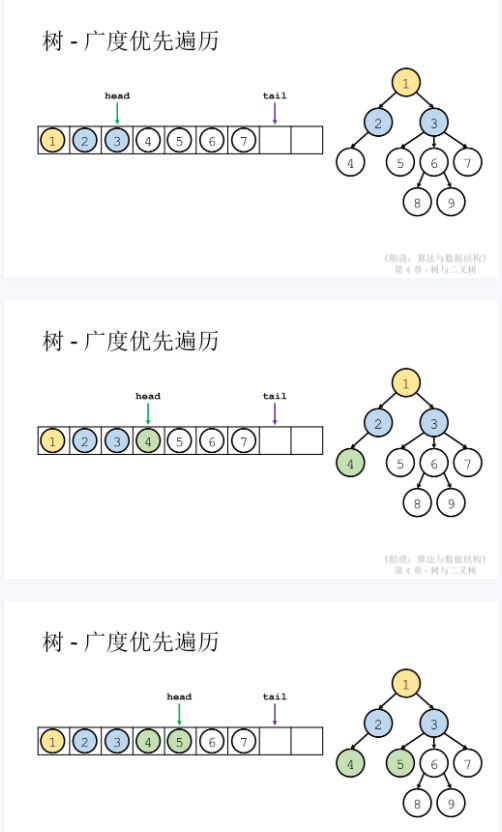 树 - 广度优先遍历
head tail
1 2 3 4 5 6 7
1
2 3
4 5 6 7
8 9
《船说：算法与数据结构》
第 4 章 - 树与二叉树
树 - 广度优先遍历
head tail
1 2 3 4 5 6 7
1
2 3
4 5 6 7
8 9
《船说：算法与数据结构》
第 4 章 - 树与二叉树
树 - 广度优先遍历
head tail
1 2 3 4 5 6 7
1
2 3
4 5 6 7
8 9